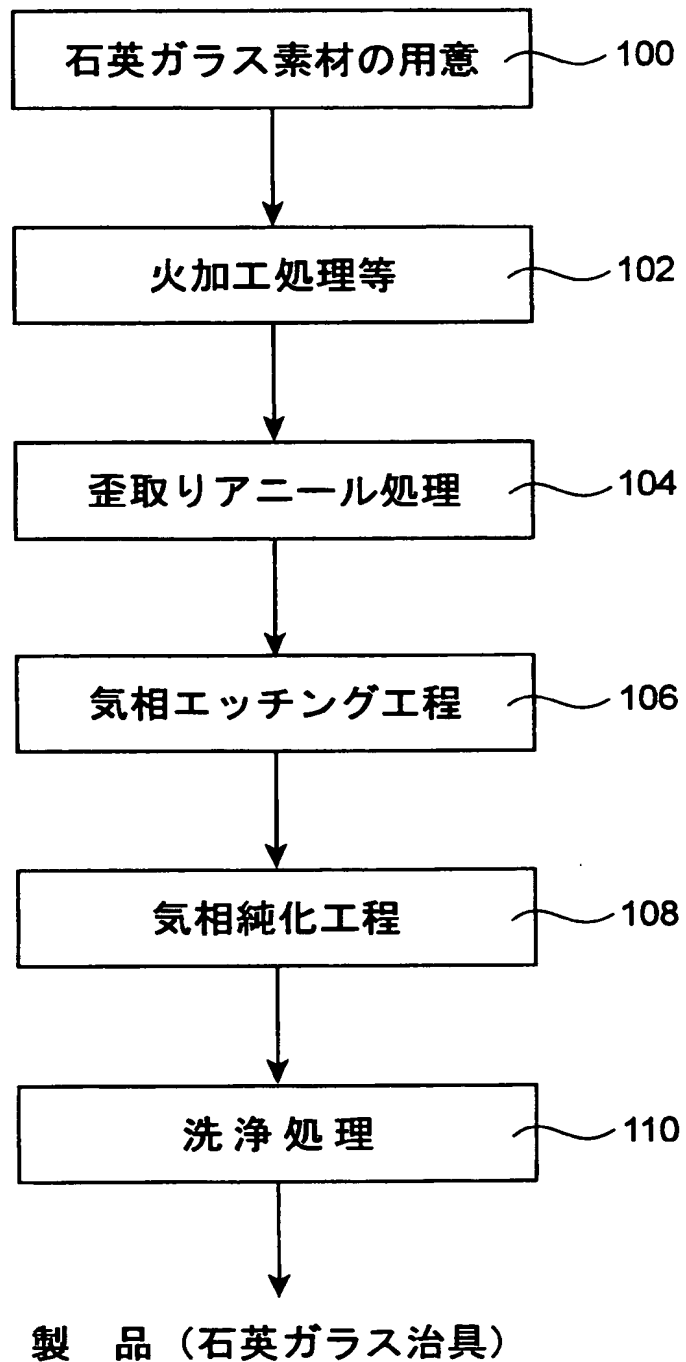 石英ガラス素材の用意 100
火加工処理等 102
歪取りアニール処理 104
気相エッチング工程 106
気相純化工程 108
洗浄処理 110
製　品（石英ガラス治具）